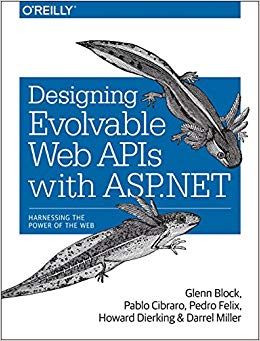 O'REILLY®
Designing
Evolvable
Web APIs
with ASP.NET
HARNESSING THE
POWER OF THE WEB
Glenn Block,
Pablo Cibraro, Pedro Felix,
Howard Dierking & Darrel Miller